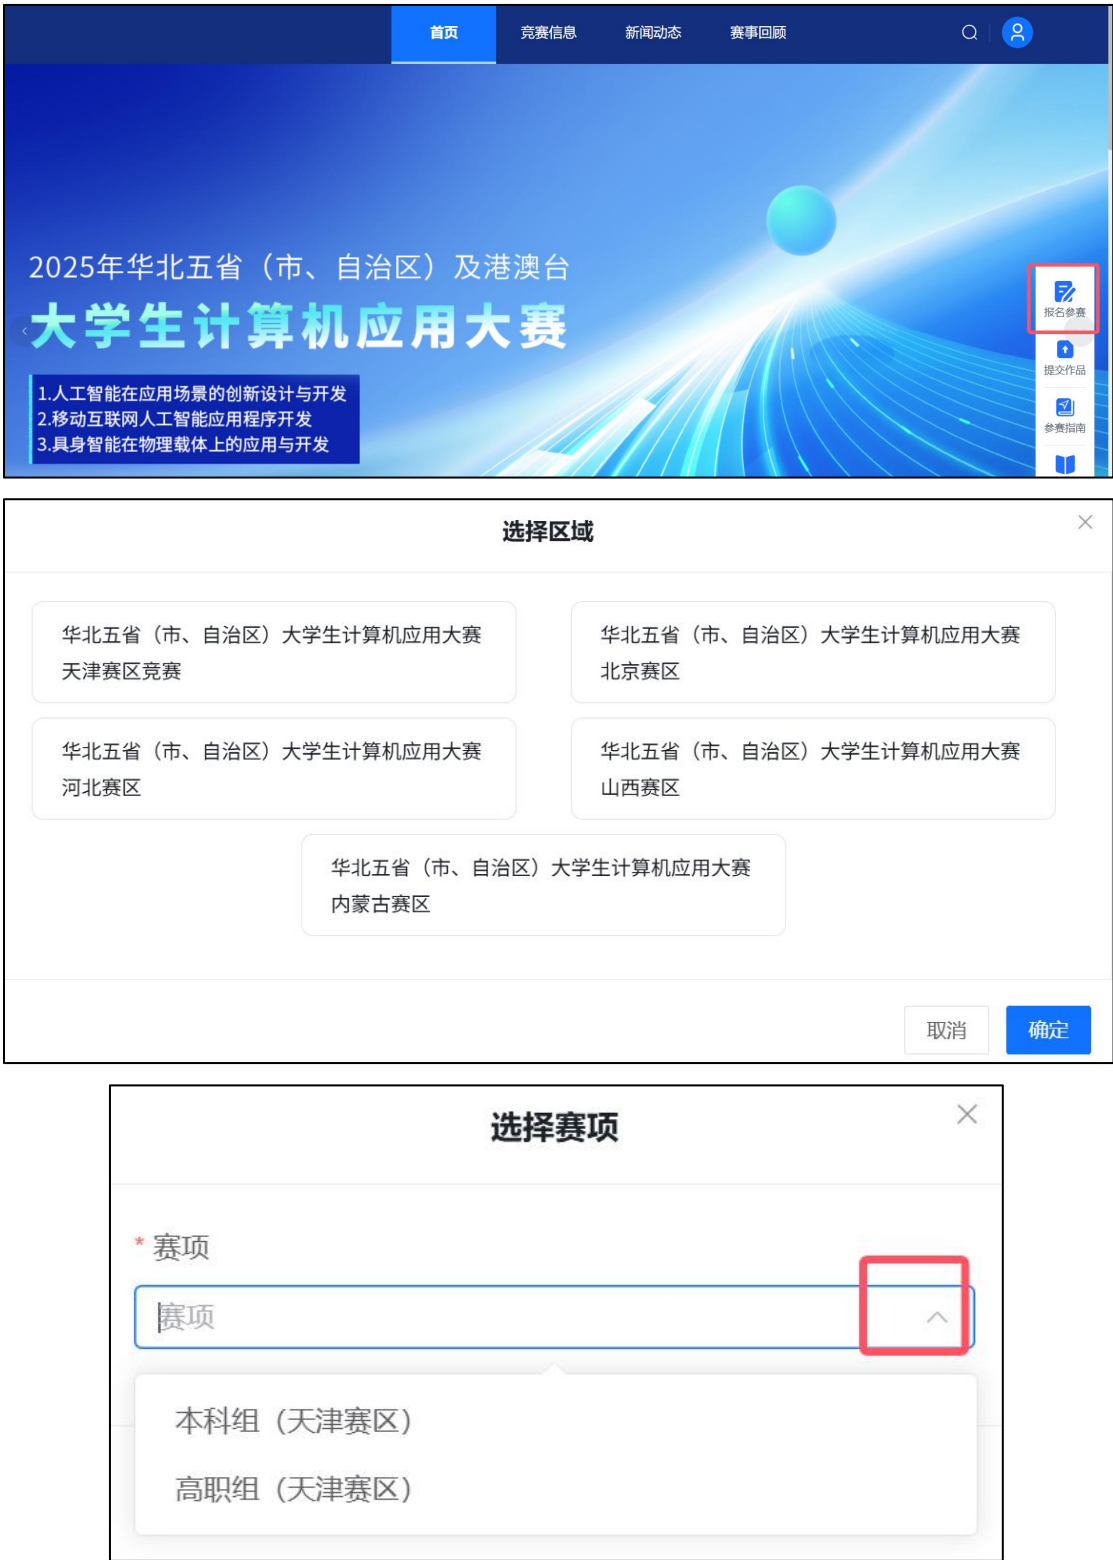 首页 竞赛信息 新闻动态 赛事回顾
2025年华北五省（市、自治区）及港澳台
大学生计算机应用大赛
1.人工智能在应用场景的创新设计与开发
2.移动互联网人工智能应用程序开发
3.具身智能在物理载体上的应用与开发
报名参赛
提交作品
参赛指南
选择区域
华北五省（市、自治区）大学生计算机应用大赛
天津赛区竞赛
华北五省（市、自治区）大学生计算机应用大赛
北京赛区
华北五省（市、自治区）大学生计算机应用大赛
河北赛区
华北五省（市、自治区）大学生计算机应用大赛
山西赛区
华北五省（市、自治区）大学生计算机应用大赛
内蒙古赛区
取消 确定
选择赛项
* 赛项
赛项
本科组（天津赛区）
高职组（天津赛区）